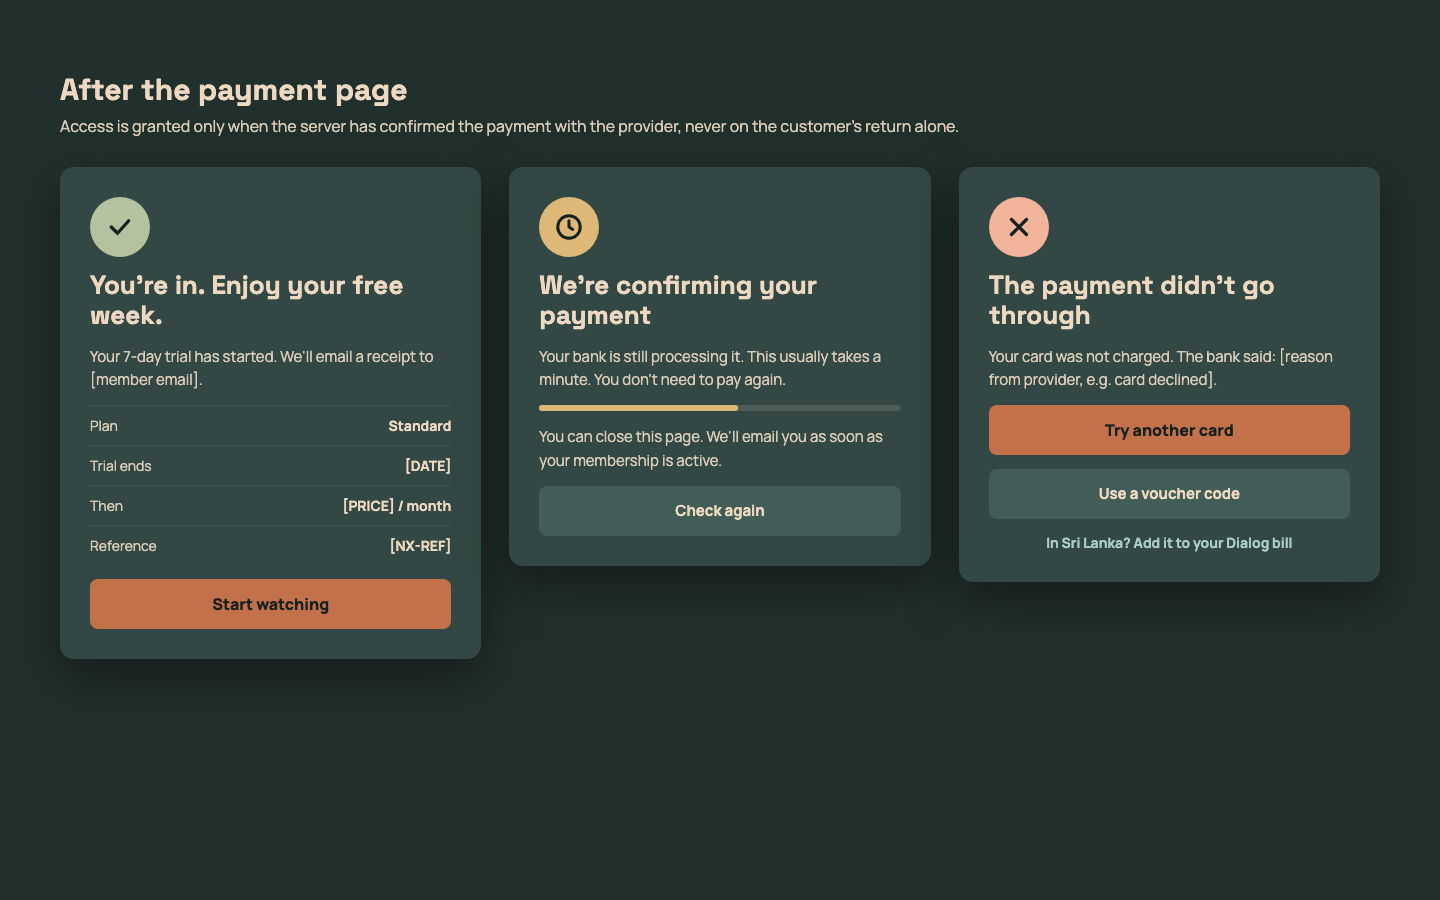 After the payment page
Access is granted only when the server has confirmed the payment with the provider, never on the customer’s return alone.
You’re in. Enjoy your free
week.
Your 7-day trial has started. We’ll email a receipt to
[member email].
Plan Standard
Trial ends [DATE]
Then [PRICE] / month
Reference [NX-REF]
Start watching
We’re confirming your
payment
Your bank is still processing it. This usually takes a
minute. You don’t need to pay again.
You can close this page. We’ll email you as soon as
your membership is active.
Check again
The payment didn’t go
through
Your card was not charged. The bank said: [reason
from provider, e.g. card declined].
Try another card
Use a voucher code
In Sri Lanka? Add it to your Dialog bill